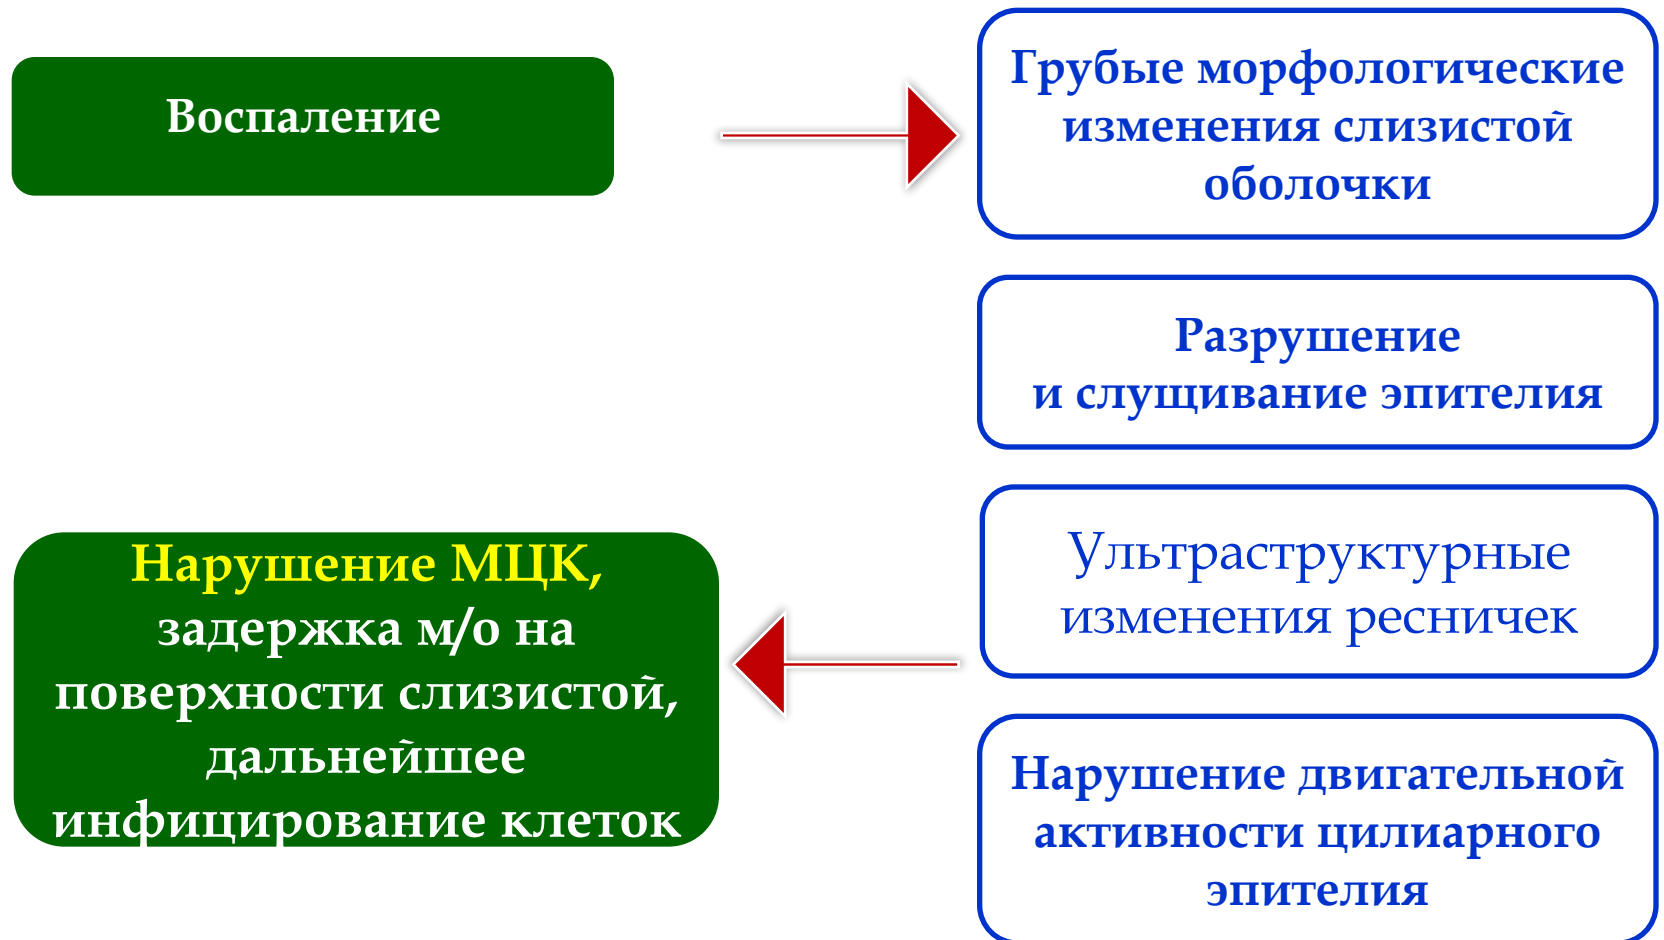 Воспаление
Грубые морфологические
изменения слизистой
оболочки
Разрушение
и слущивание эпителия
Ультраструктурные
изменения ресничек
Нарушение двигательной
активности цилиарного
эпителия
Нарушение МЦК,
задержка м/о на
поверхности слизистой,
дальнейшее
инфицирование клеток